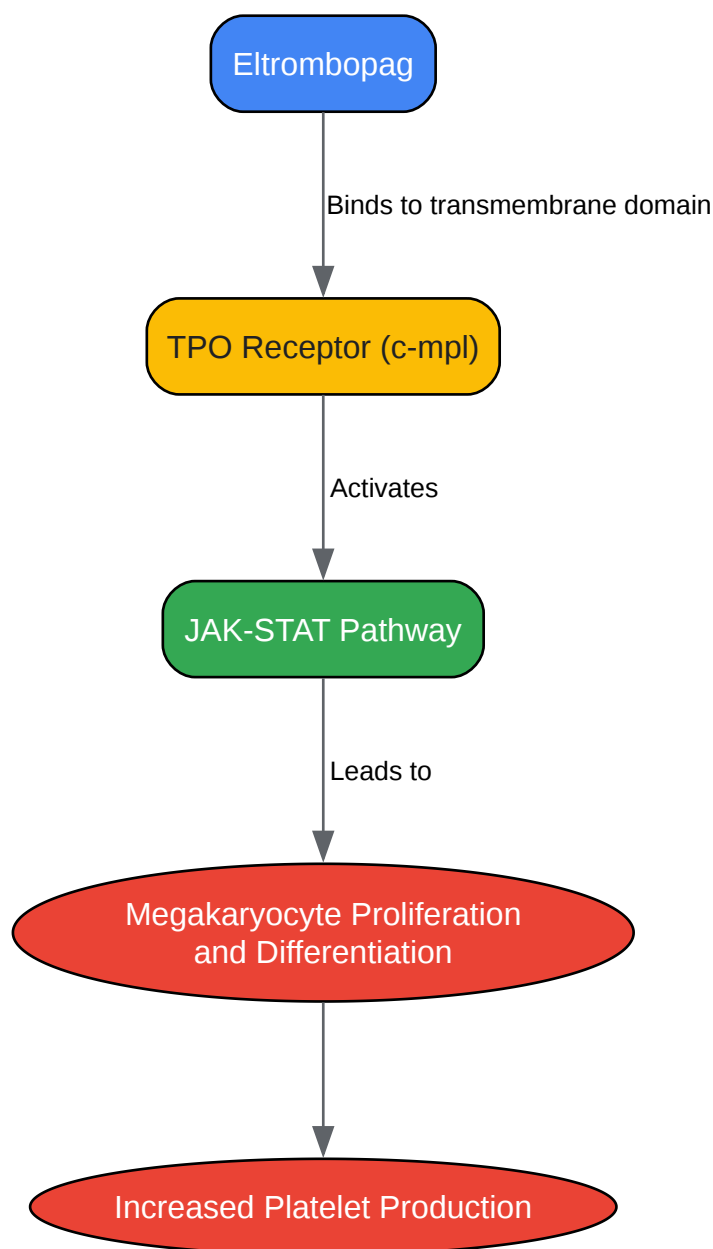 Eltrombopag
Binds to transmembrane domain
TPO Receptor (c-mpl)
Activates
JAK-STAT Pathway
Leads to
Megakaryocyte Proliferation
and Differentiation
Increased Platelet Production